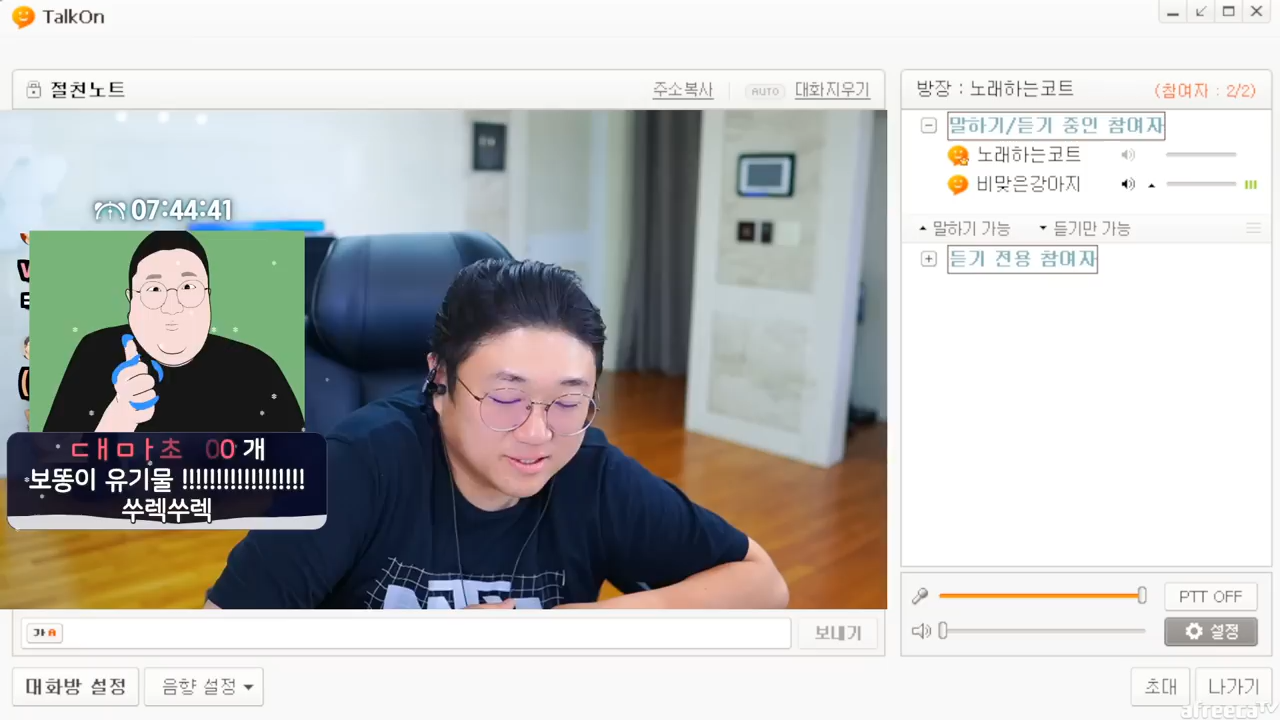 TalkOn
절친노트
주소복사
AUTO
대화지우기
방장 : 노래하는코트
(참여자 : 2/2)
말하기/듣기 중인 참여자
노래하는코트
비맞은강아지
말하기 가능
듣기만 가능
듣기 전용 참여자
07:44:41
ㄷㅐㅁㅏ초 00개
보똥이 유기물 !!!!!!!!!!!!!!!!!!
쑤렉쑤렉
가A
보내기
PTT OFF
설정
대화방 설정
음향 설정
초대
나가기
afreecaTV